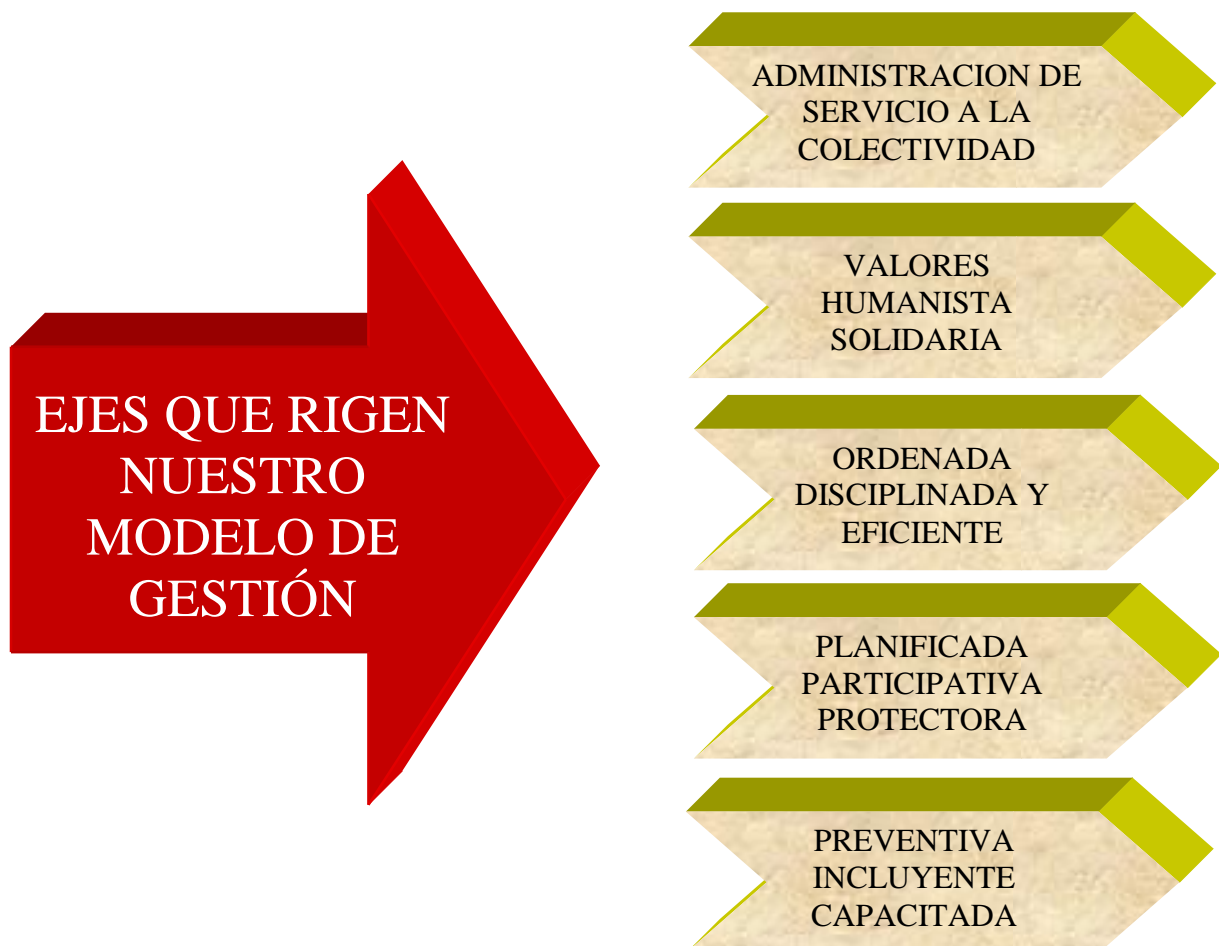 EJES QUE RIGEN
NUESTRO
MODELO DE
GESTIÓN
ADMINISTRACION DE
SERVICIO A LA
COLECTIVIDAD
VALORES
HUMANISTA
SOLIDARIA
ORDENADA
DISCIPLINADA Y
EFICIENTE
PLANIFICADA
PARTICIPATIVA
PROTECTORA
PREVENTIVA
INCLUYENTE
CAPACITADA